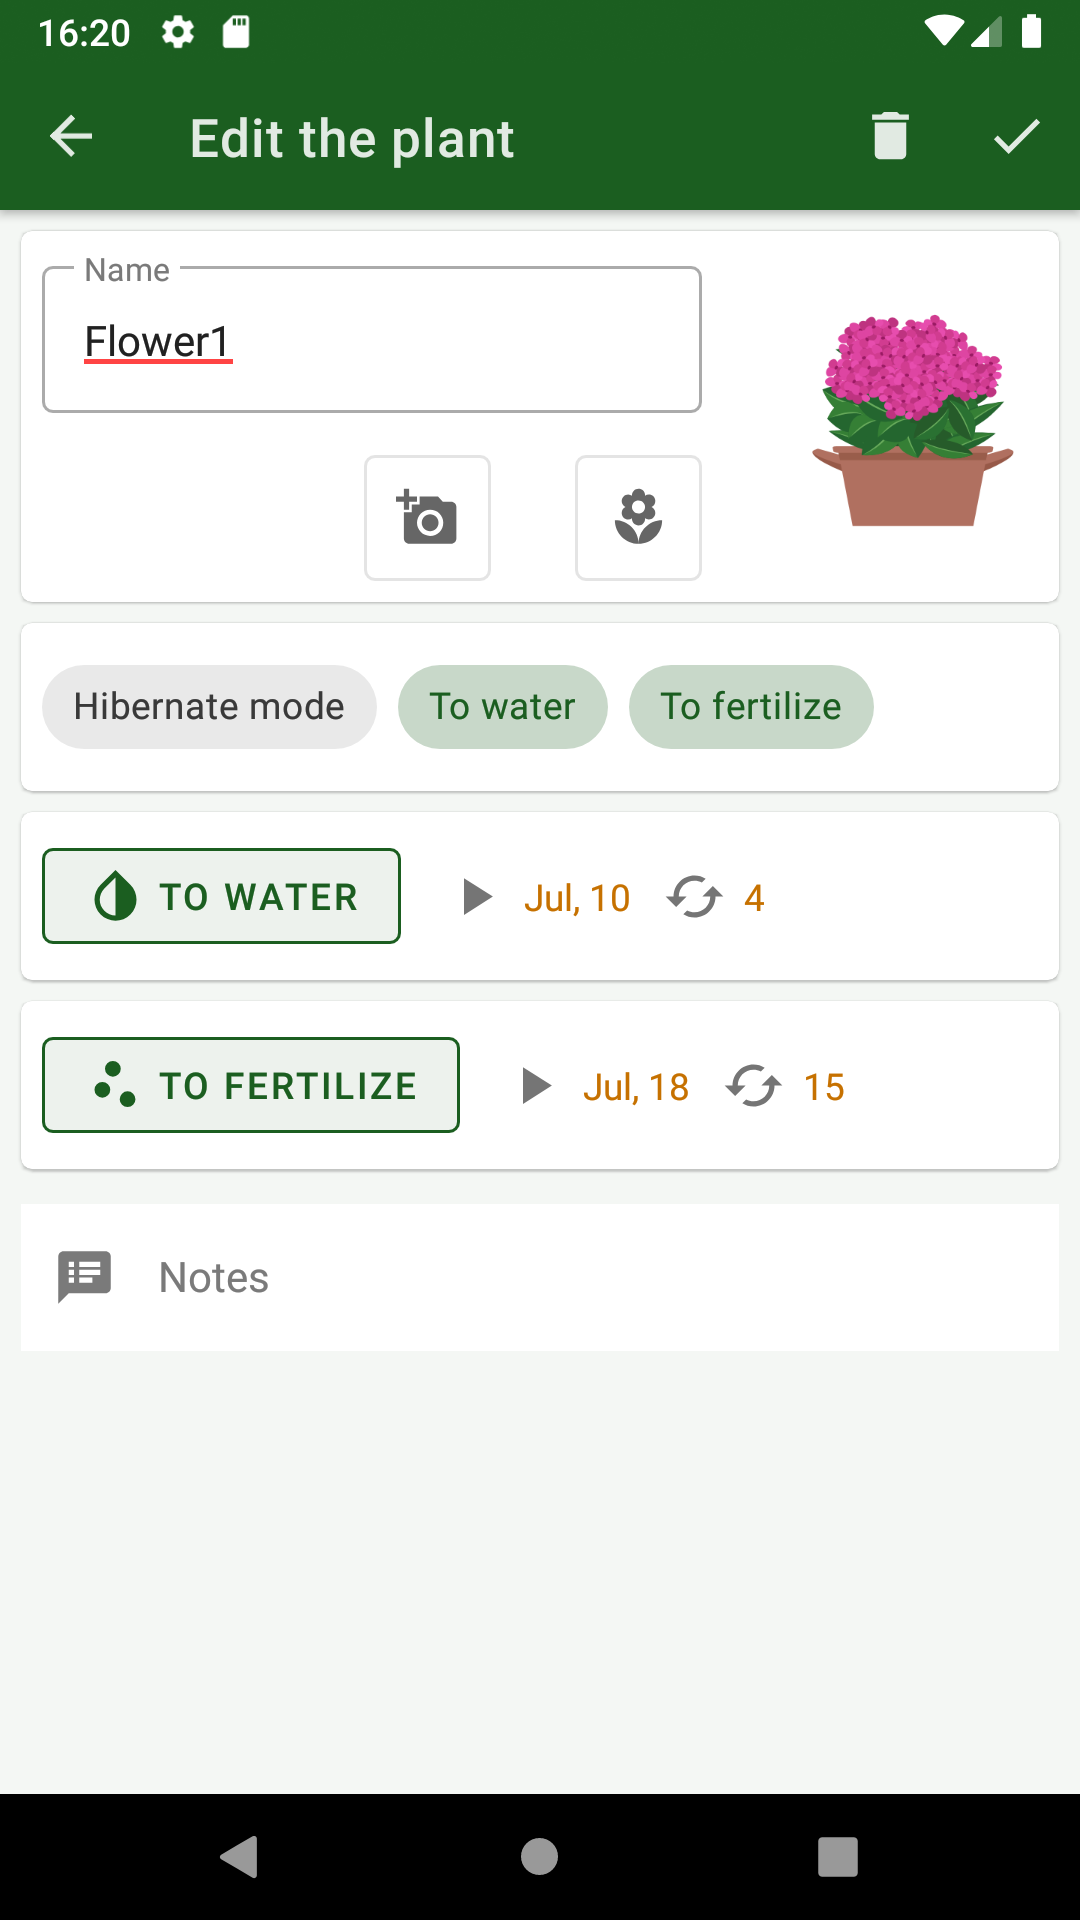 16:20
Edit the plant
Name
Flower1
Hibernate mode To water To fertilize
TO WATER Jul, 10 4
TO FERTILIZE Jul, 18 15
Notes